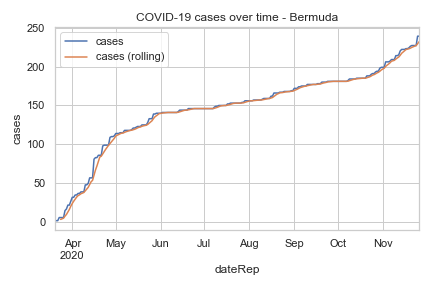 COVID-19 cases over time - Bermuda
cases
cases (rolling)
250
200
150
100
50
0
cases
Apr May Jun Jul Aug Sep Oct Nov
2020
dateRep